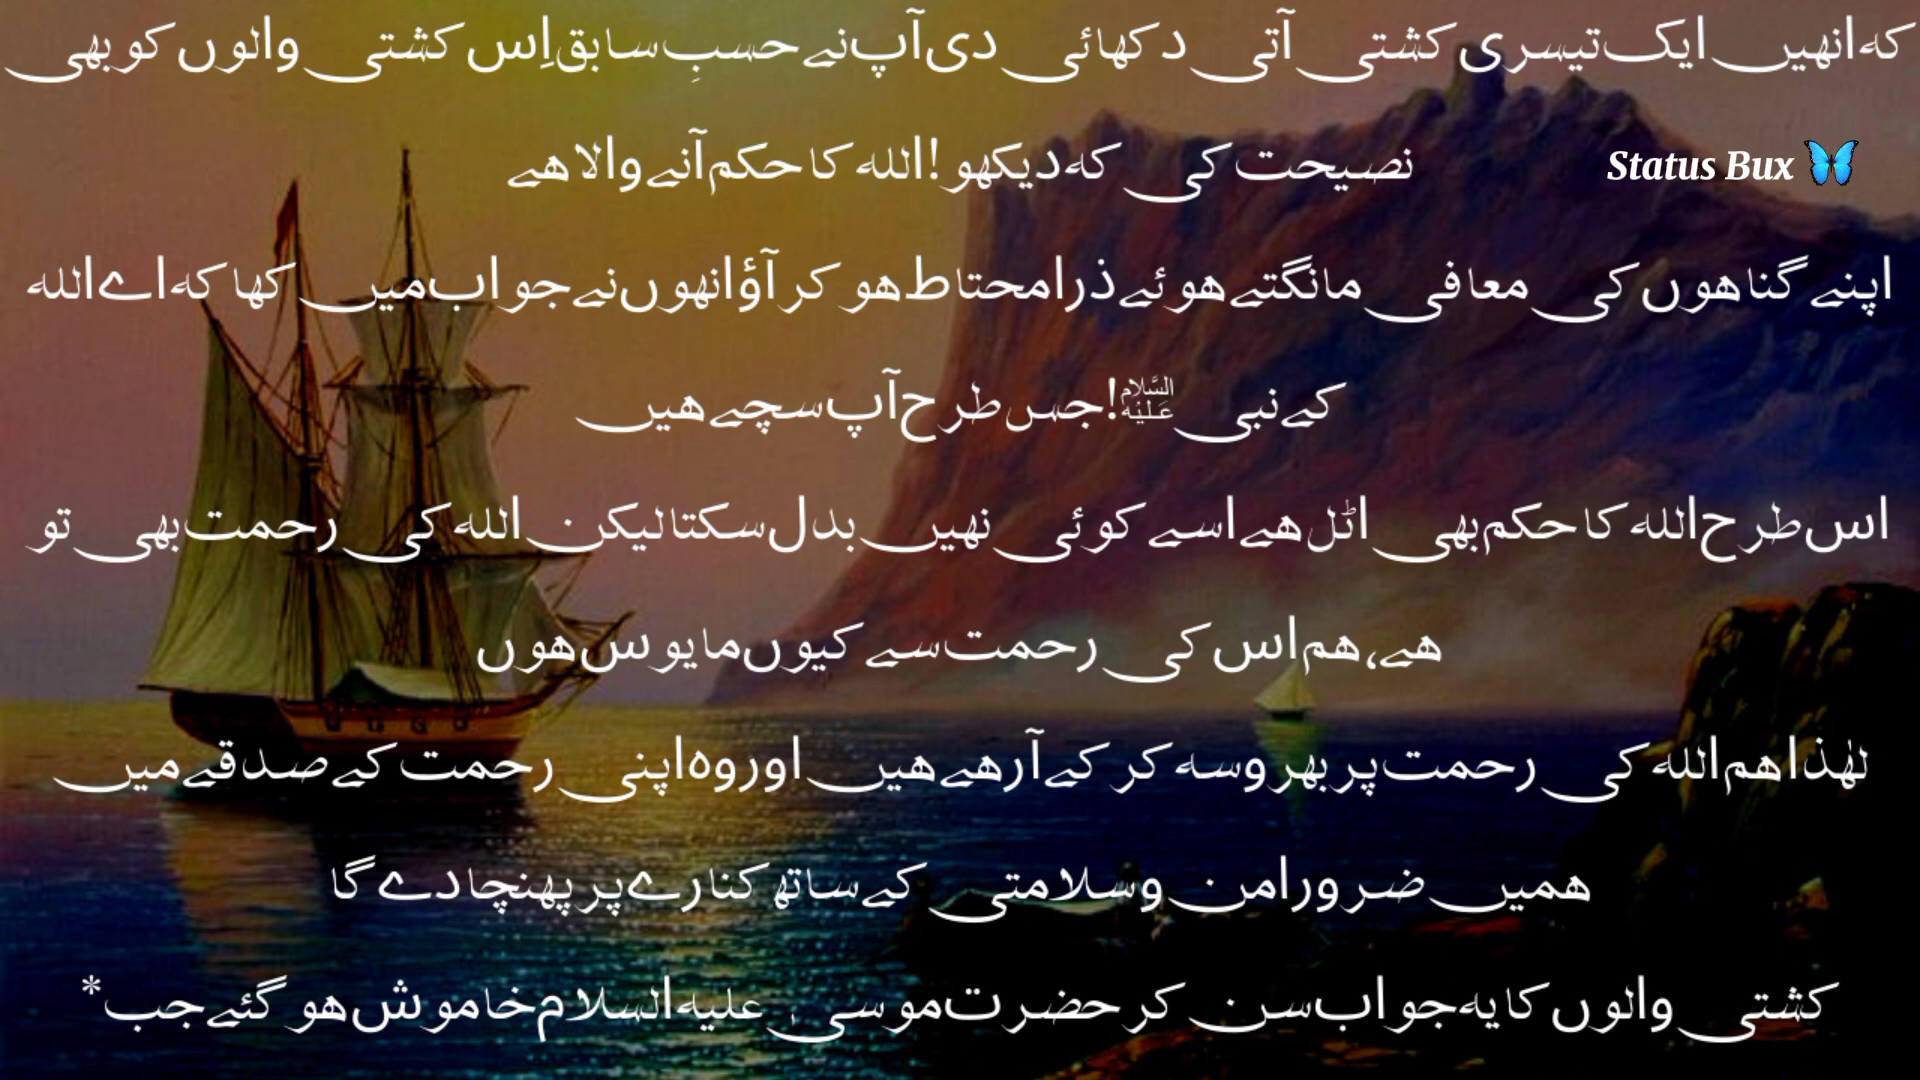 کہ انھیں ایک تیسری کشتی آتی دکھائی دی آپ نے حسبِ سابق اِس کشتی والوں کو بھی
نصیحت کی کہ دیکھو !اللہ کا حکم آنے والا ھے
Status Bux 🦋
اپنے گناھوں کی معافی مانگتے ھوئے ذرا محتاط ھو کر آؤ انھوں نے جواب میں کھا کہ اے اللہ
کے نبی علیہ السلام! جس طرح آپ سچے ھیں
اس طرح اللہ کا حکم بھی اٹل ھے اسے کوئی نھیں بدل سکتا لیکن اللہ کی رحمت بھی تو
ھے، ھم اس کی رحمت سے کیوں مایوس ھوں
لھٰذا ھم اللہ کی رحمت پر بھروسہ کر کے آرھے ھیں اور وہ اپنی رحمت کے صدقے میں
ھمیں ضرور امن و سلامتی کے ساتھ کنارے پر پھنچا دے گا
کشتی والوں کا یہ جواب سن کر حضرت موسیٰ علیہ السلام خاموش ھو گئے جب*